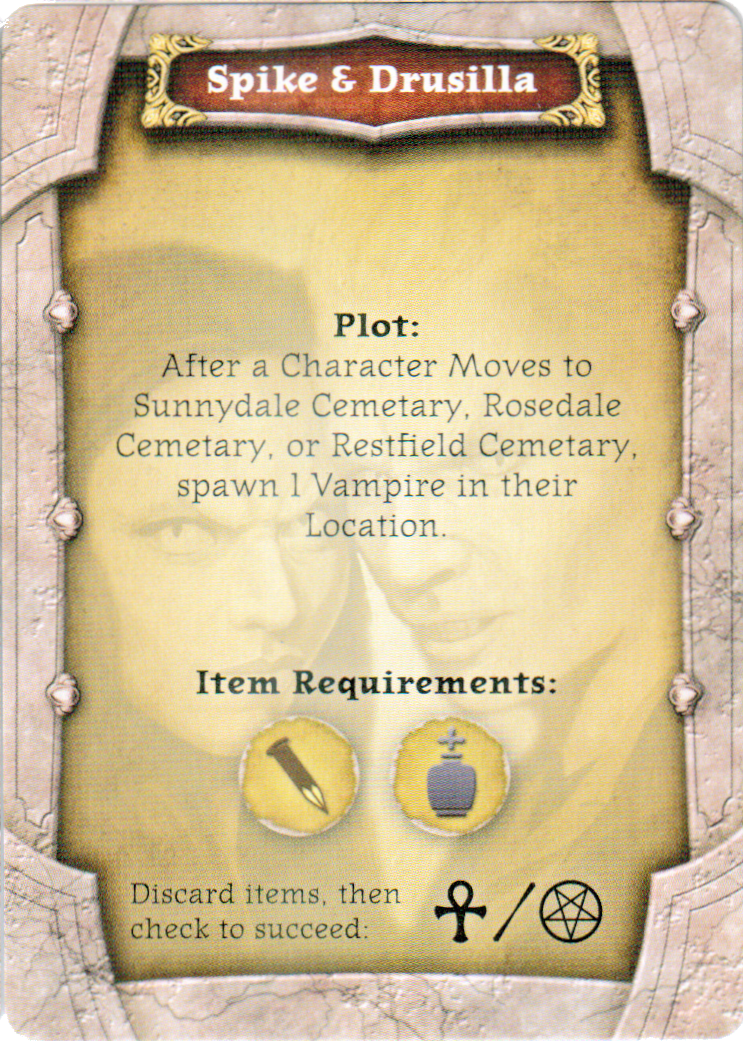 Spike & Drusilla
Plot:
After a Character Moves to
Sunnydale Cemetary, Rosedale
Cemetary, or Restfield Cemetary,
spawn 1 Vampire in their
Location.
Item Requirements:
Discard items, then
check to succeed: /